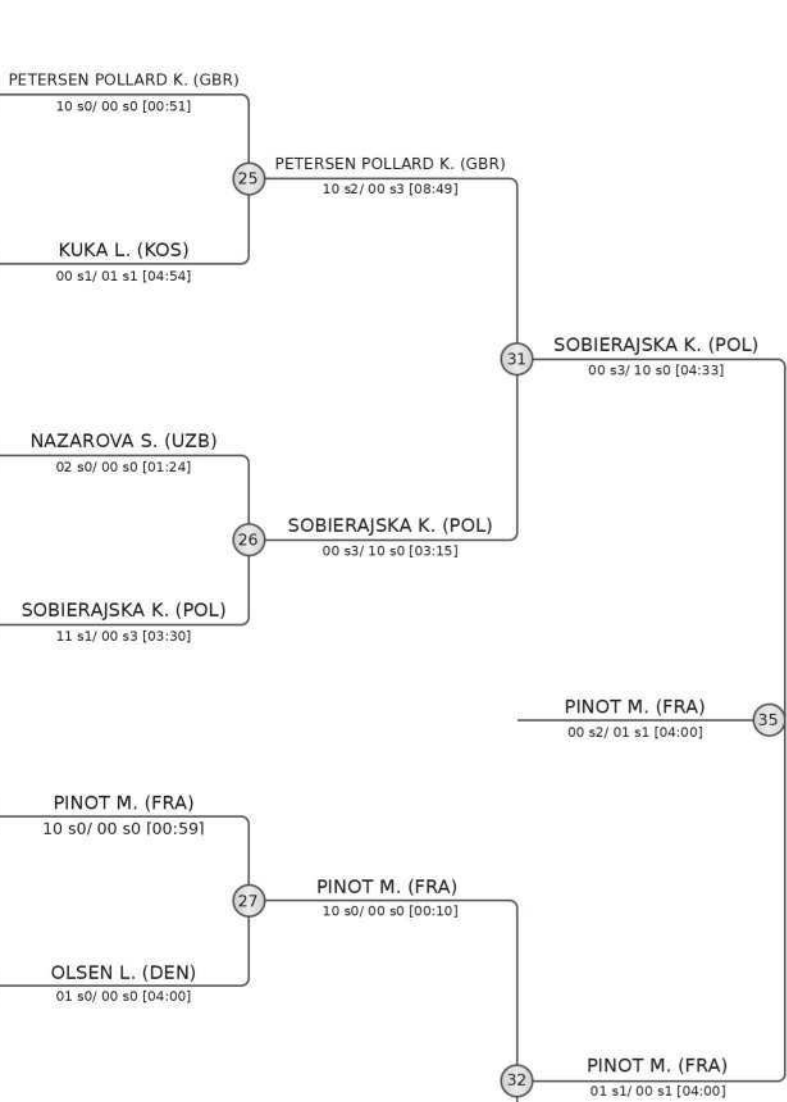 PETERSEN POLLARD K. (GBR)
10 s0/ 00 s0 [00:51]
25
PETERSEN POLLARD K. (GBR)
10 s2/ 00 s3 [08:49]
KUKA L. (KOS)
00 s1/ 01 s1 [04:54]
31
SOBIERAJSKA K. (POL)
00 s3/ 10 s0 [04:33]
NAZAROVA S. (UZB)
02 s0/ 00 s0 [01:24]
26
SOBIERAJSKA K. (POL)
00 s3/ 10 s0 [03:15]
SOBIERAJSKA K. (POL)
11 s1/ 00 s3 [03:30]
PINOT M. (FRA)
00 s2/ 01 s1 [04:00]
35
PINOT M. (FRA)
10 s0/ 00 s0 [00:59]
27
PINOT M. (FRA)
10 s0/ 00 s0 [00:10]
OLSEN L. (DEN)
01 s0/ 00 s0 [04:00]
32
PINOT M. (FRA)
01 s1/ 00 s1 [04:00]